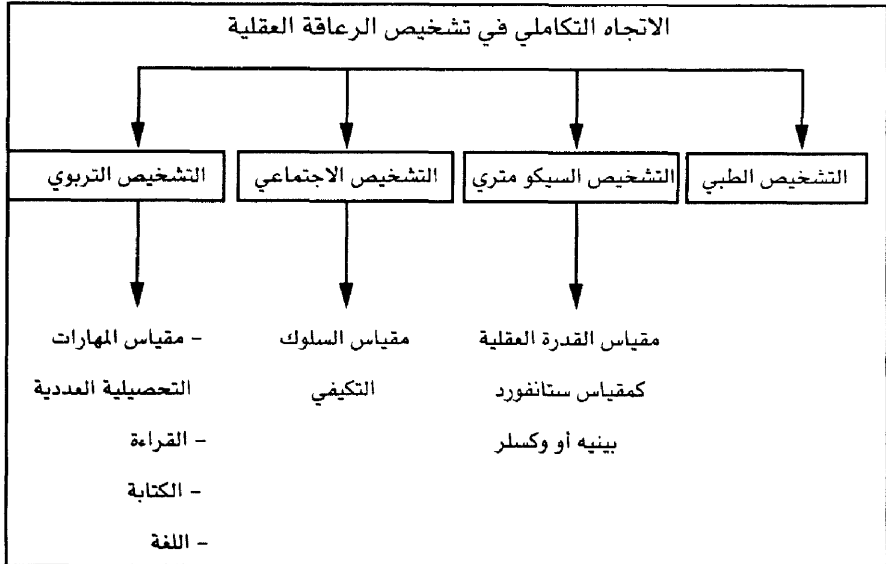 الاتجاه التكاملي في تشخيص الرعاقة العقلية
التشخيص الطبي
التشخيص السيكو متري
التشخيص الاجتماعي
التشخيص التربوي
مقياس القدرة العقلية
كمقياس ستانفورد
بينيه أو وكسلر
مقياس السلوك
التكيفي
– مقياس المهارات
التحصيلية العددية
– القراءة
– الكتابة
– اللغة